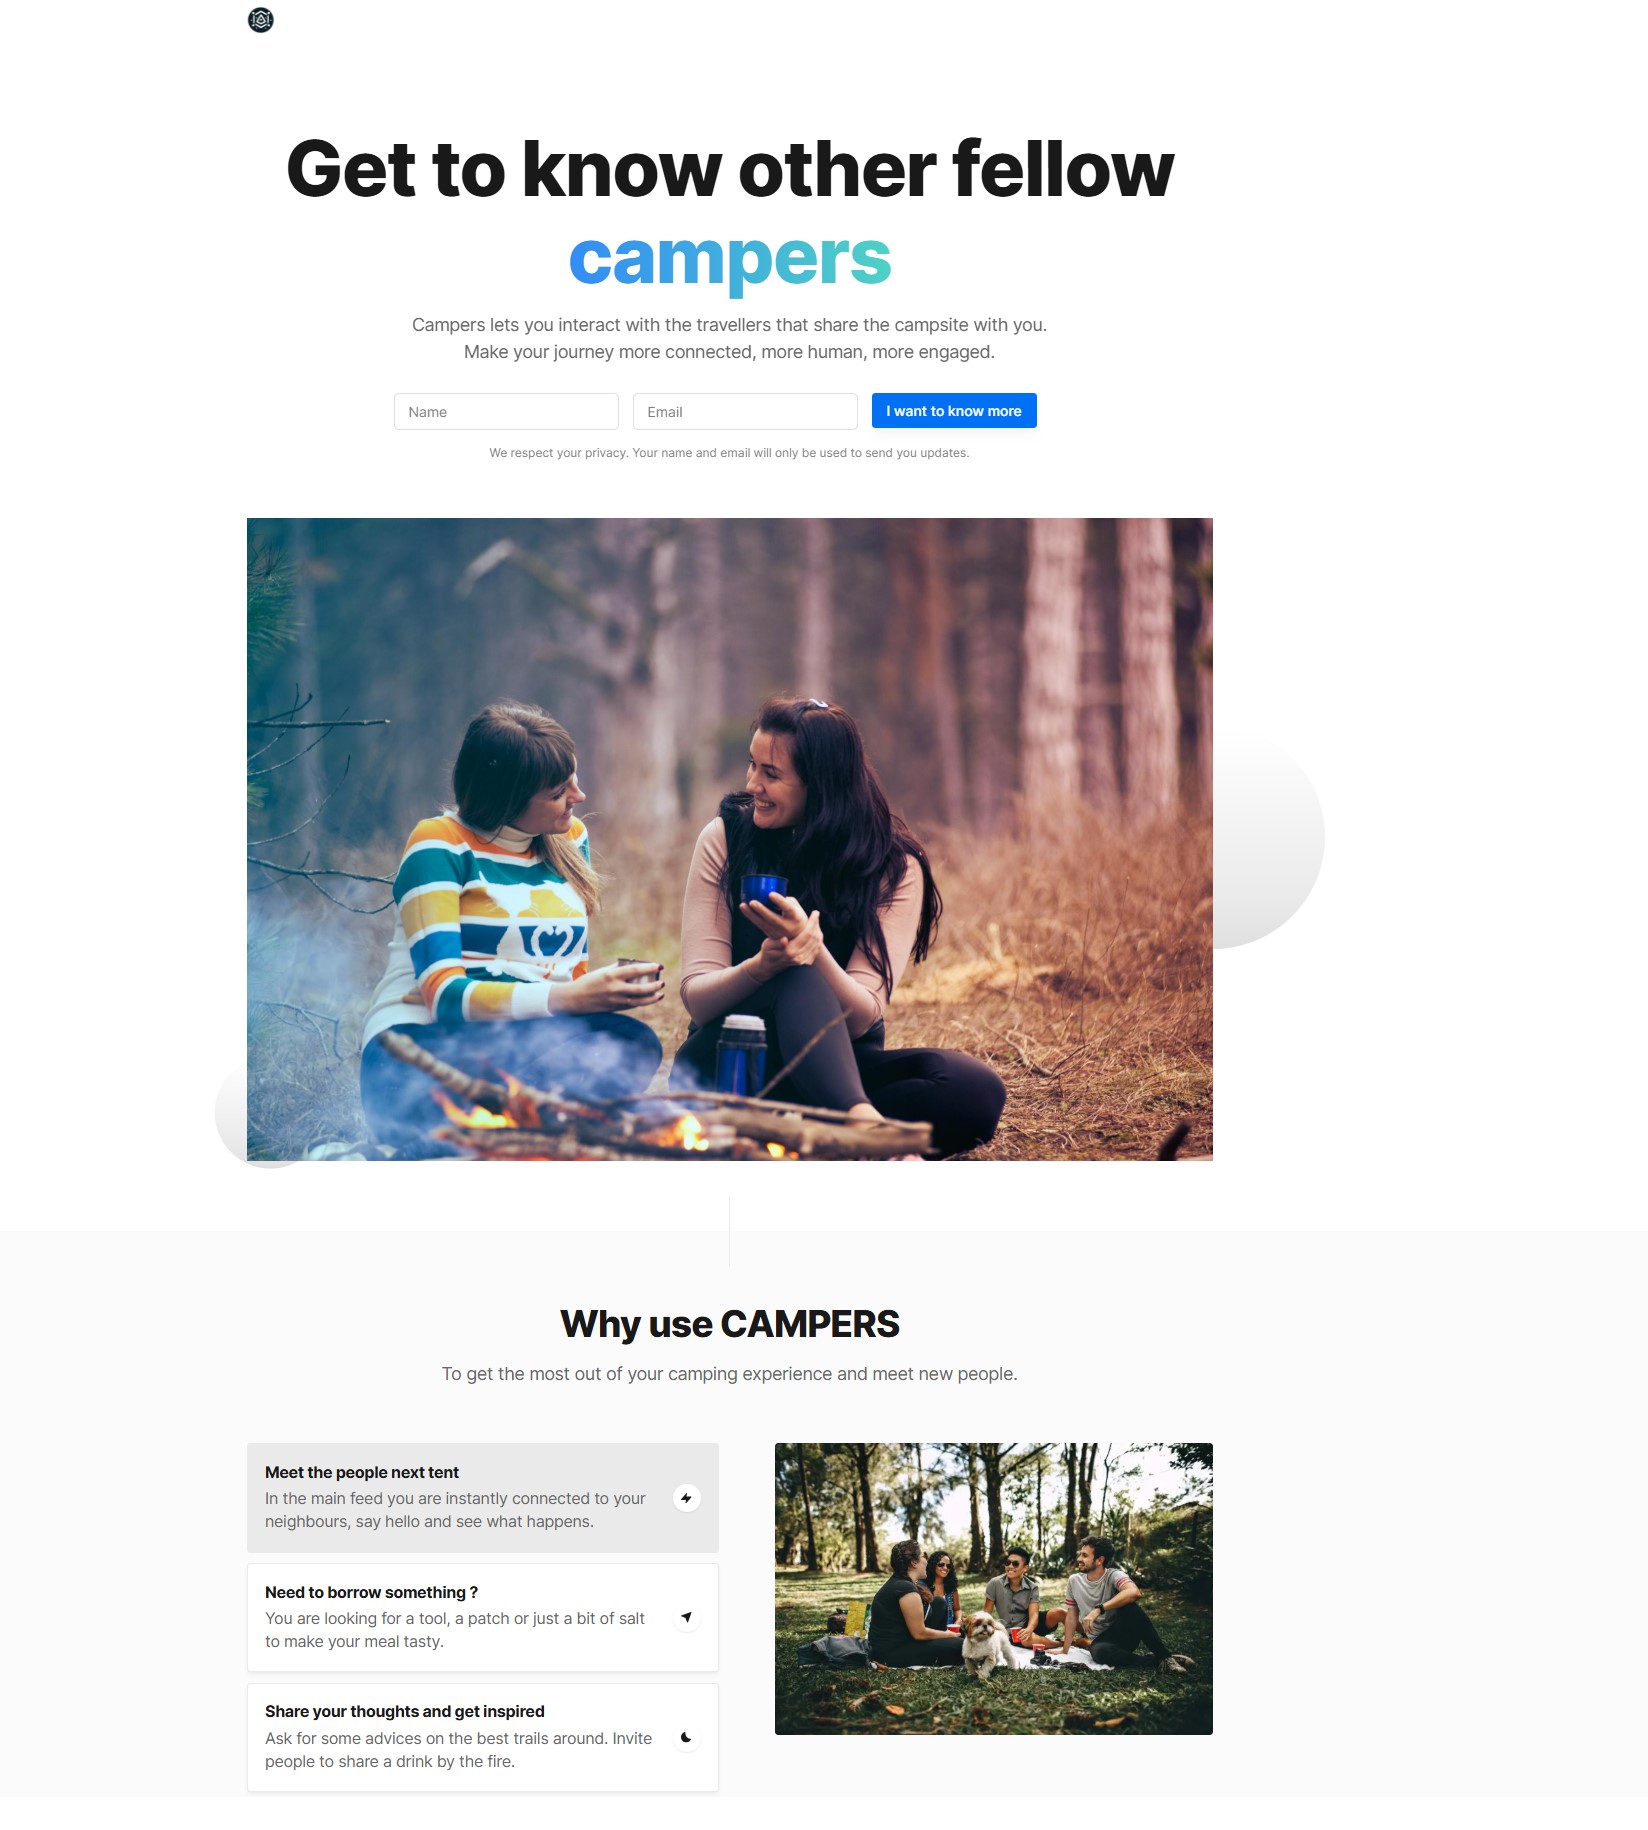 Get to know other fellow
campers
Campers lets you interact with the travellers that share the campsite with you.
Make your journey more connected, more human, more engaged.
Name
Email
I want to know more
We respect your privacy. Your name and email will only be used to send you updates.
Why use CAMPERS
To get the most out of your camping experience and meet new people.
Meet the people next tent
In the main feed you are instantly connected to your
neighbours, say hello and see what happens.
Need to borrow something ?
You are looking for a tool, a patch or just a bit of salt
to make your meal tasty.
Share your thoughts and get inspired
Ask for some advices on the best trails around. Invite
people to share a drink by the fire.